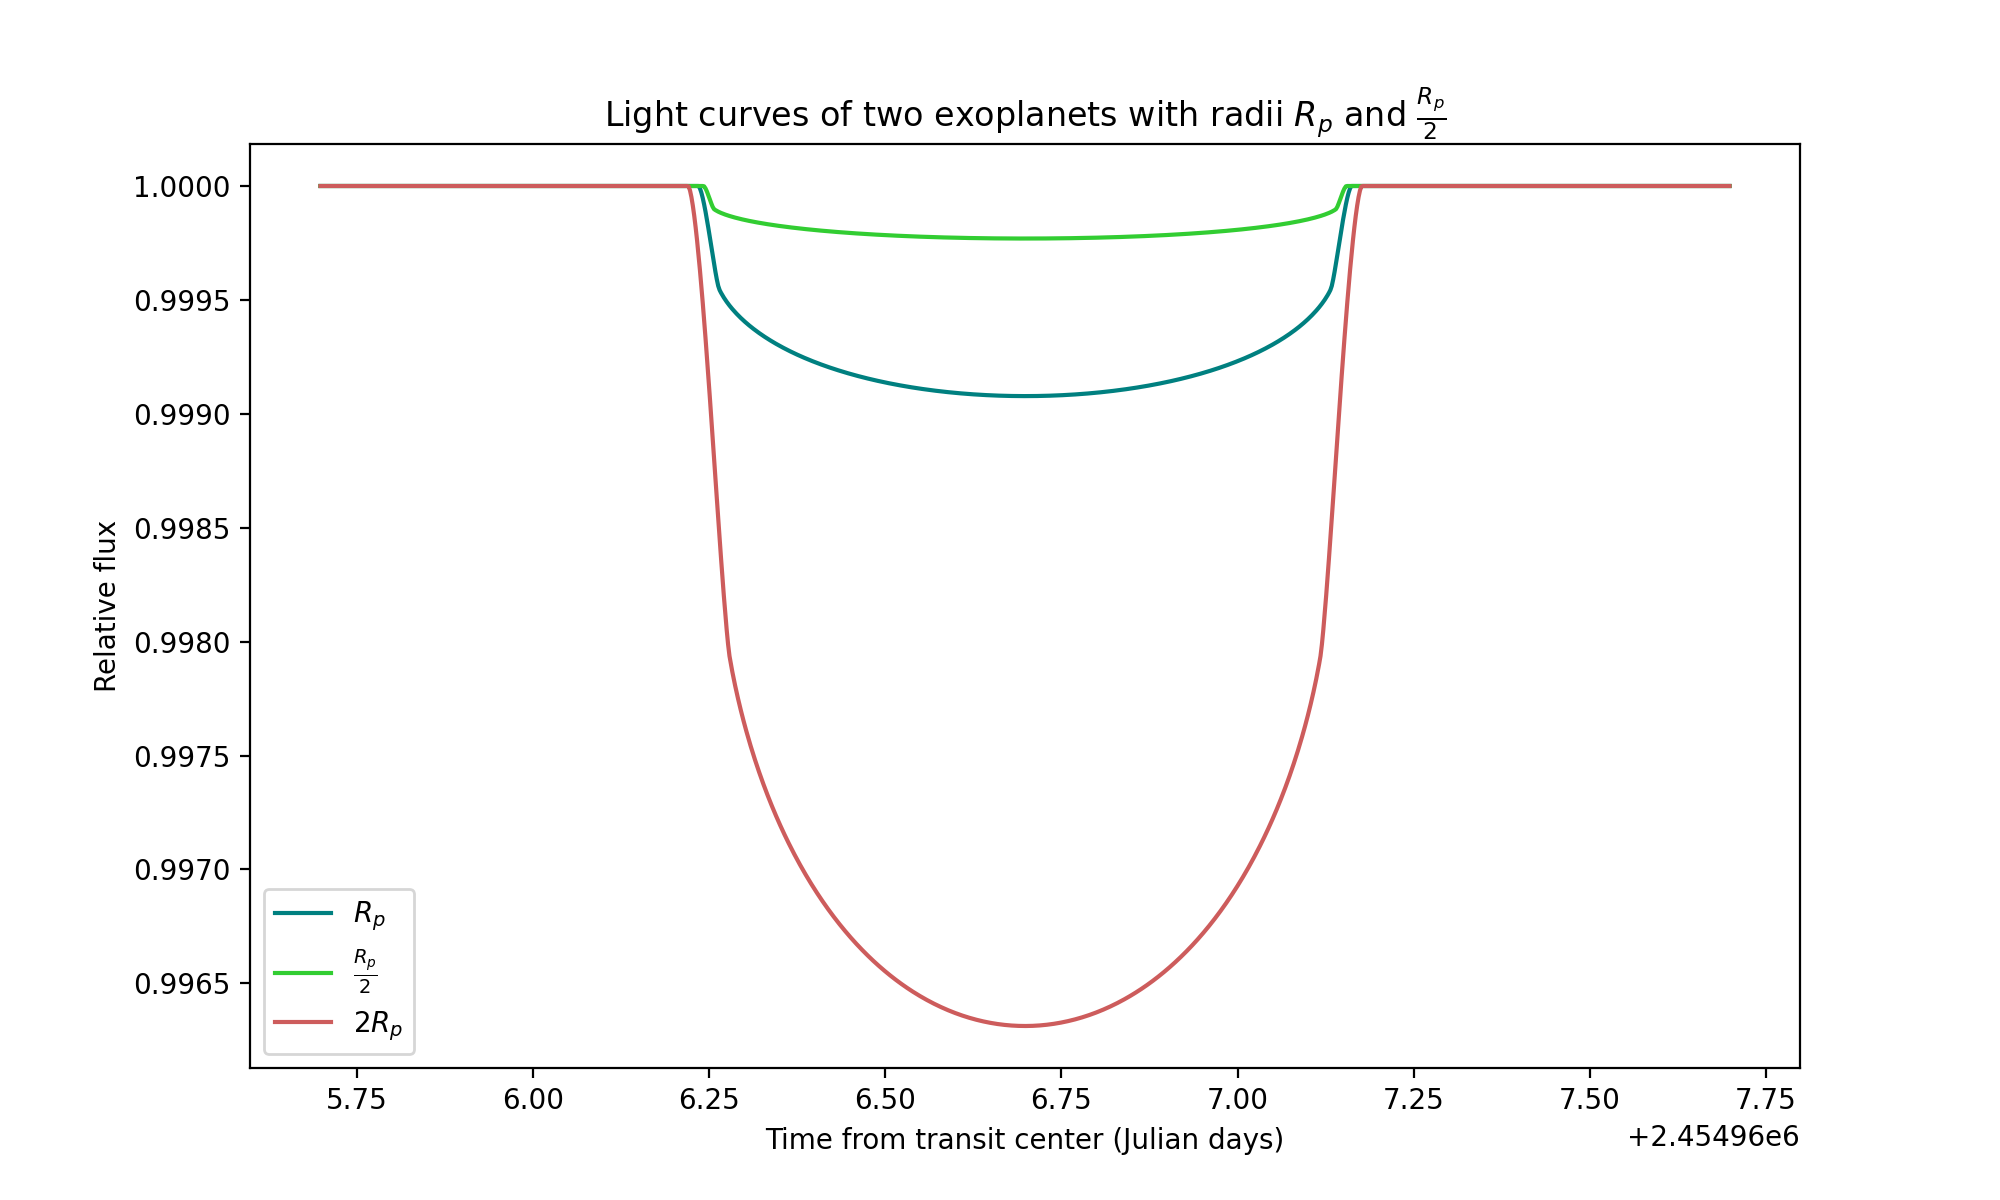 Light curves of two exoplanets with radii $R_p$ and $\frac{R_p}{2}$
1.0000
0.9995
0.9990
0.9985
0.9980
0.9975
0.9970
0.9965
Relative flux
$R_p$
$\frac{R_p}{2}$
$2R_p$
5.75 6.00 6.25 6.50 6.75 7.00 7.25 7.50 7.75
Time from transit center (Julian days)
+2.45496e6